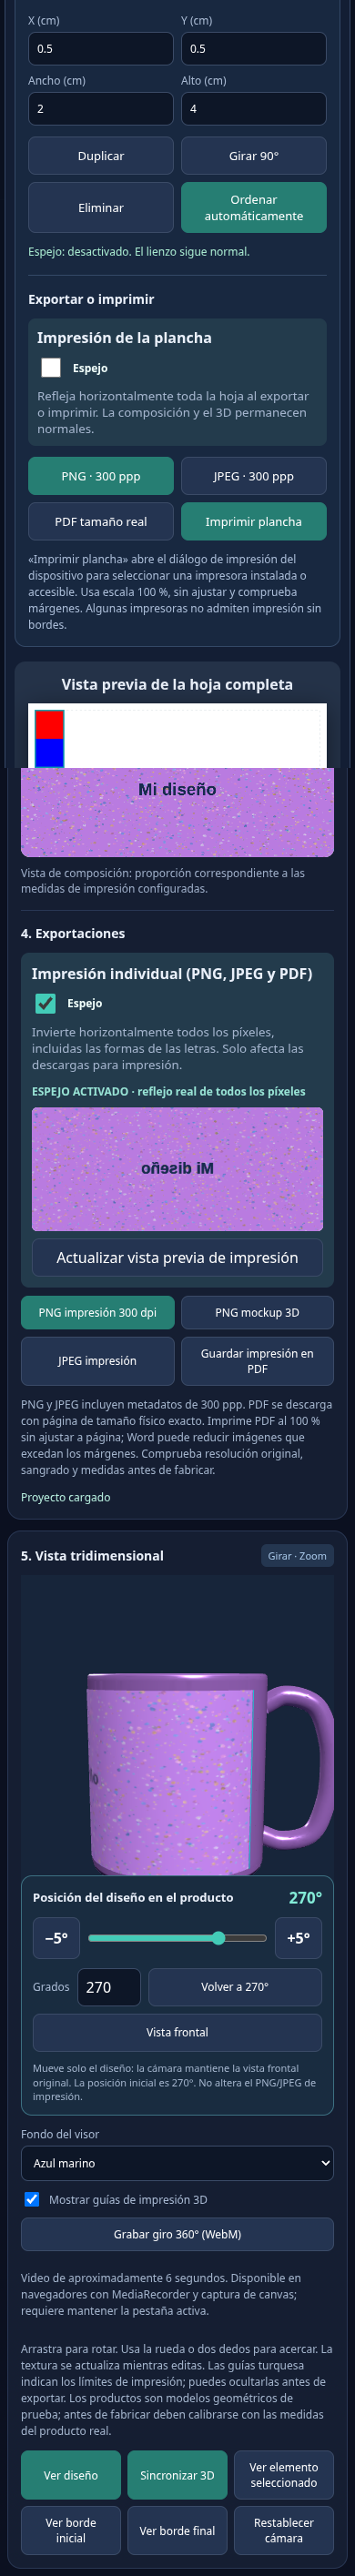 X (cm)
Y (cm)
0.5
0.5
Ancho (cm)
Alto (cm)
2
4
Duplicar
Girar 90°
Eliminar
Ordenar
automáticamente
Espejo: desactivado. El lienzo sigue normal.
Exportar o imprimir
Impresión de la plancha
Espejo
Refleja horizontalmente toda la hoja al exportar
o imprimir. La composición y el 3D permanecen
normales.
PNG · 300 ppp
JPEG · 300 ppp
PDF tamaño real
Imprimir plancha
«Imprimir plancha» abre el diálogo de impresión del
dispositivo para seleccionar una impresora instalada o
accesible. Usa escala 100 %, sin ajustar y comprueba
márgenes. Algunas impresoras no admiten impresión sin
bordes.
Vista previa de la hoja completa
Mi diseño
Vista de composición: proporción correspondiente a las
medidas de impresión configuradas.
4. Exportaciones
Impresión individual (PNG, JPEG y PDF)
Espejo
Invierte horizontalmente todos los píxeles,
incluidas las formas de las letras. Solo afecta las
descargas para impresión.
ESPEJO ACTIVADO · reflejo real de todos los píxeles
Mi diseño
Actualizar vista previa de impresión
PNG impresión 300 dpi
PNG mockup 3D
JPEG impresión
Guardar impresión en
PDF
PNG y JPEG incluyen metadatos de 300 ppp. PDF se descarga
con página de tamaño físico exacto. Imprime PDF al 100 %
sin ajuste a página; Word puede reducir imágenes que
excedan los márgenes. Comprueba resolución original,
sangrado y medidas antes de fabricar.
Proyecto cargado
5. Vista tridimensional
Girar · Zoom
Posición del diseño en el producto
270°
−5°
+5°
Grados
270
Volver a 270°
Vista frontal
Mueve solo el diseño: la cámara mantiene la vista frontal
original. La posición inicial es 270°. No altera el PNG/JPEG de
impresión.
Fondo del visor
Azul marino
Mostrar guías de impresión 3D
Grabar giro 360° (WebM)
Video de aproximadamente 6 segundos. Disponible en
navegadores con MediaRecorder y captura de canvas;
requiere mantener la pestaña activa.
Arrastra para rotar. Usa la rueda o dos dedos para acercar. La
textura se actualiza mientras editas. Las guías turquesa
indican los límites de impresión; puedes ocultarlas antes de
exportar. Los productos son modelos geométricos de
prueba; antes de fabricar deben calibrarse con las medidas
del producto real.
Ver diseño
Sincronizar 3D
Ver elemento
seleccionado
Ver borde
inicial
Ver borde final
Restablecer
cámara